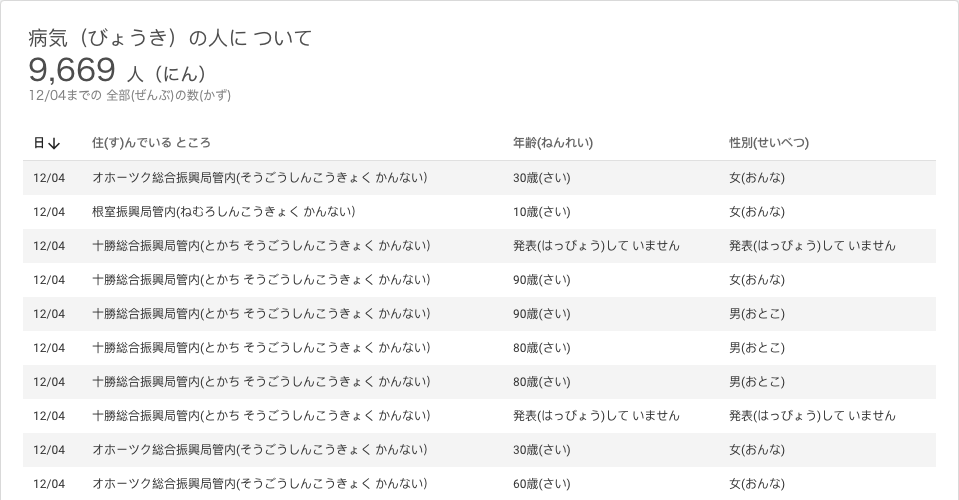 病気（びょうき）の人に ついて
9,669 人（にん）
12/04までの 全部(ぜんぶ)の数(かず)
日↓ 住(す)んでいる ところ 年齢(ねんれい) 性別(せいべつ)
12/04 オホーツク総合振興局管内(そうごうしんこうきょく かんない) 30歳(さい) 女(おんな)
12/04 根室振興局管内(ねむろしんこうきょく かんない) 10歳(さい) 女(おんな)
12/04 十勝総合振興局管内(とかち そうごうしんこうきょく かんない) 発表(はっぴょう)して いません 発表(はっぴょう)して いません
12/04 十勝総合振興局管内(とかち そうごうしんこうきょく かんない) 90歳(さい) 女(おんな)
12/04 十勝総合振興局管内(とかち そうごうしんこうきょく かんない) 90歳(さい) 男(おとこ)
12/04 十勝総合振興局管内(とかち そうごうしんこうきょく かんない) 80歳(さい) 男(おとこ)
12/04 十勝総合振興局管内(とかち そうごうしんこうきょく かんない) 80歳(さい) 男(おとこ)
12/04 十勝総合振興局管内(とかち そうごうしんこうきょく かんない) 発表(はっぴょう)して いません 発表(はっぴょう)して いません
12/04 オホーツク総合振興局管内(そうごうしんこうきょく かんない) 30歳(さい) 女(おんな)
12/04 オホーツク総合振興局管内(そうごうしんこうきょく かんない) 60歳(さい) 女(おんな)